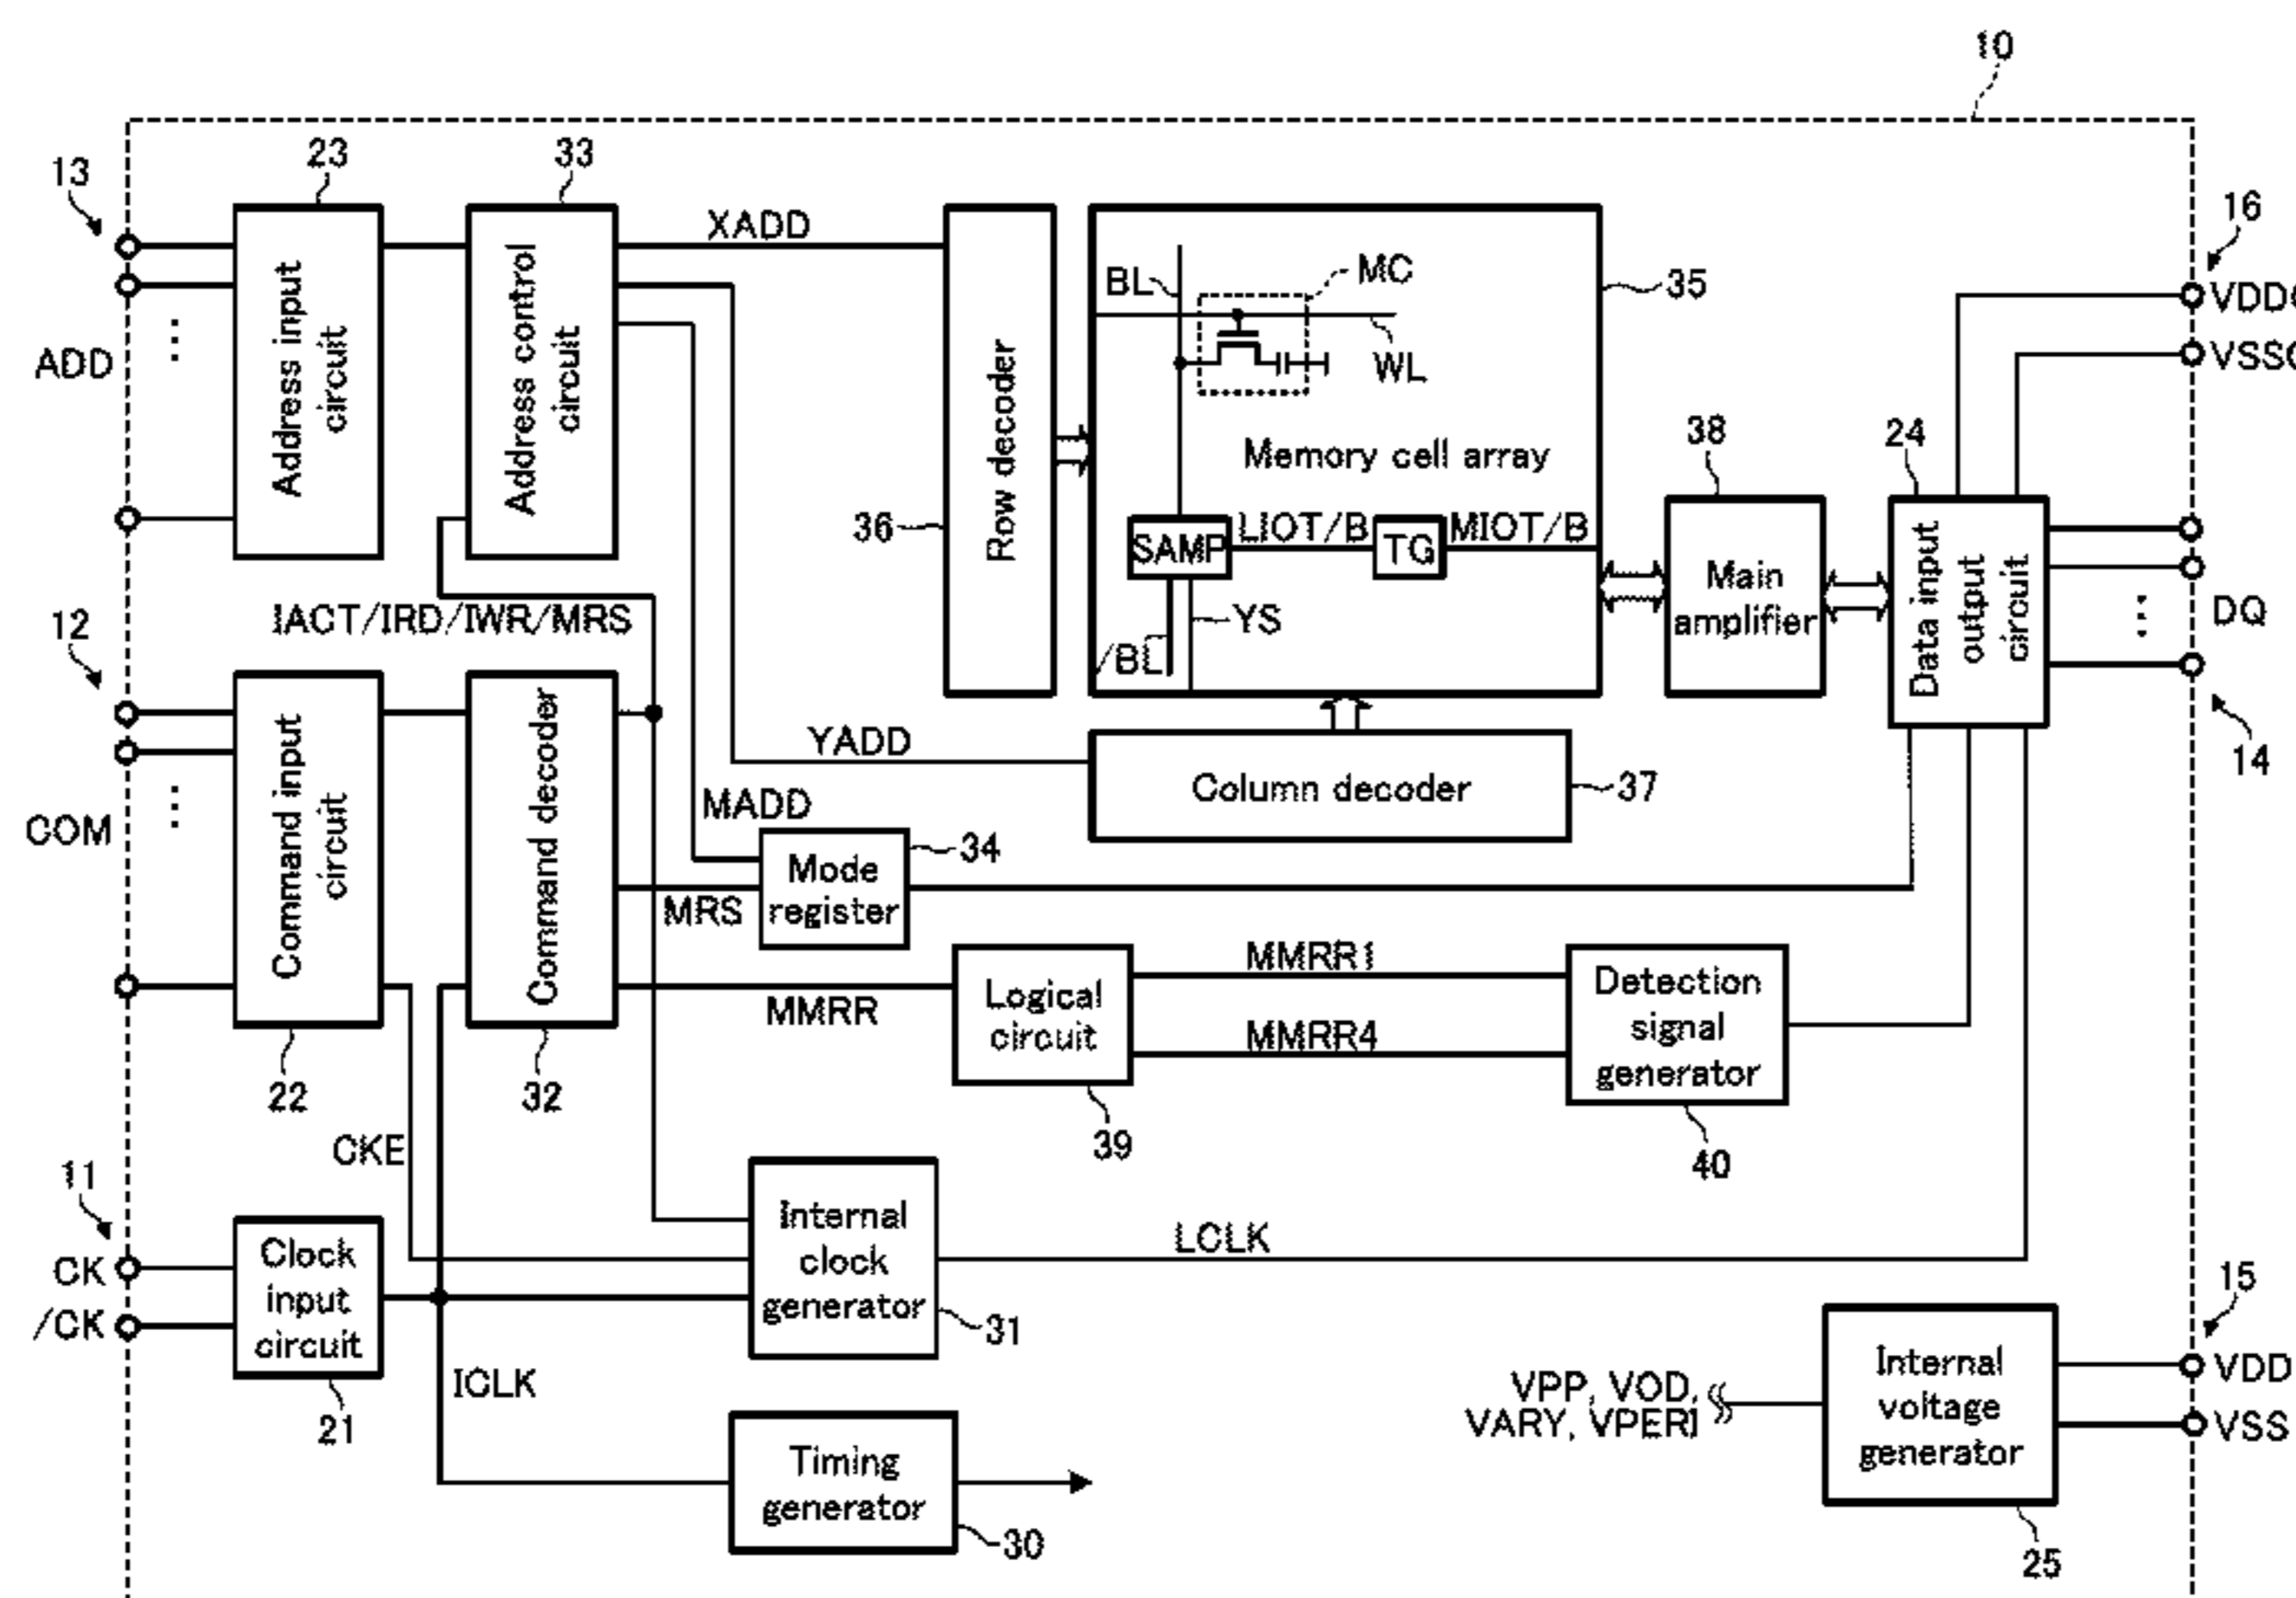 10
13
23
33
ADD
Address input
circuit
Address control
circuit
XADD
36
Row decoder
BL
MC
WL
35
Memory cell array
SAMP
LIOT/B
TG
MIOT/B
/BL
YS
38
Main
amplifier
24
Data input
output
circuit
16
DQ
14
12
IACT/IRD/IWR/MRS
COM
Command input
circuit
22
Command decoder
32
YADD
Column decoder
37
MADD
MRS
Mode
register
34
MMRR
Logical
circuit
39
MMRR1
MMRR4
Detection
signal
generator
40
CKE
11
CK
/CK
Clock
input
circuit
21
ICLK
Internal
clock
generator
31
LCLK
Timing
generator
30
VPP, VOD,
VARY, VPERI
Internal
voltage
generator
25
15
VDD
VSS